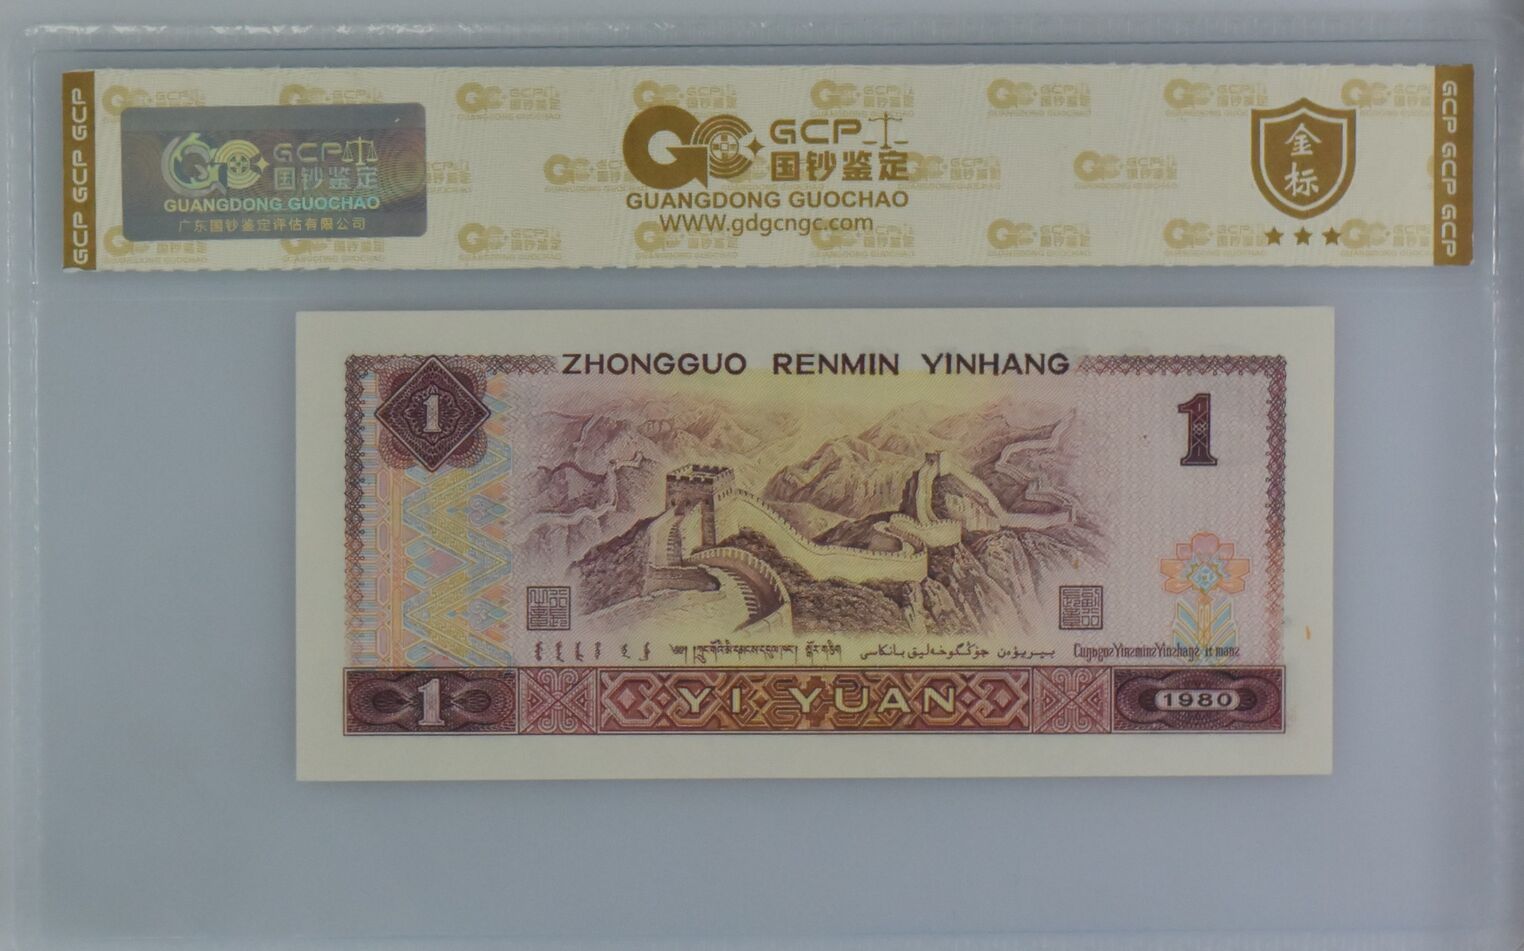 GCP GCP GCP
GCP
国钞鉴定
GUANGDONG GUOCHAO
广东国钞鉴定评估有限公司
GCP
国钞鉴定
GUANGDONG GUOCHAO
WWW.gdgcngc.com
金标
GCP GCP GCP
ZHONGGUO RENMIN YINHANG
1
1
1
YI YUAN
1980